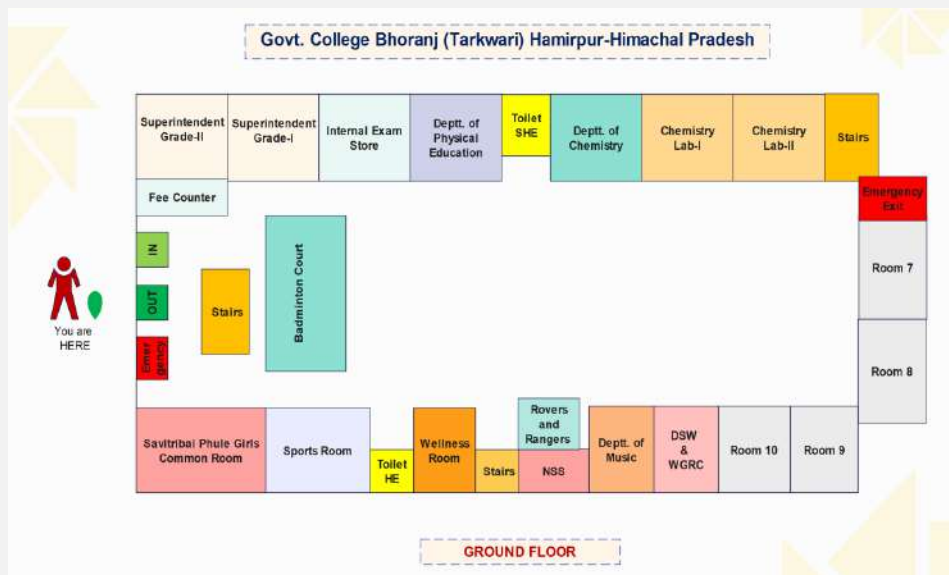 Govt. College Bhoranj (Tarkwari) Hamirpur-Himachal Pradesh
Superintendent
Grade-II
Superintendent
Grade-I
Internal Exam
Store
Deptt. of
Physical
Education
Toilet
SHE
Deptt. of
Chemistry
Chemistry
Lab-I
Chemistry
Lab-II
Stairs
Fee Counter
Emergency
Exit
IN
OUT
Emer
gency
You are
HERE
Stairs
Badminton Court
Room 7
Room 8
Savitribai Phule Girls
Common Room
Sports Room
Toilet
HE
Wellness
Room
Stairs
Rovers
and
Rangers
NSS
Deptt. of
Music
DSW
&
WGRC
Room 10
Room 9
GROUND FLOOR